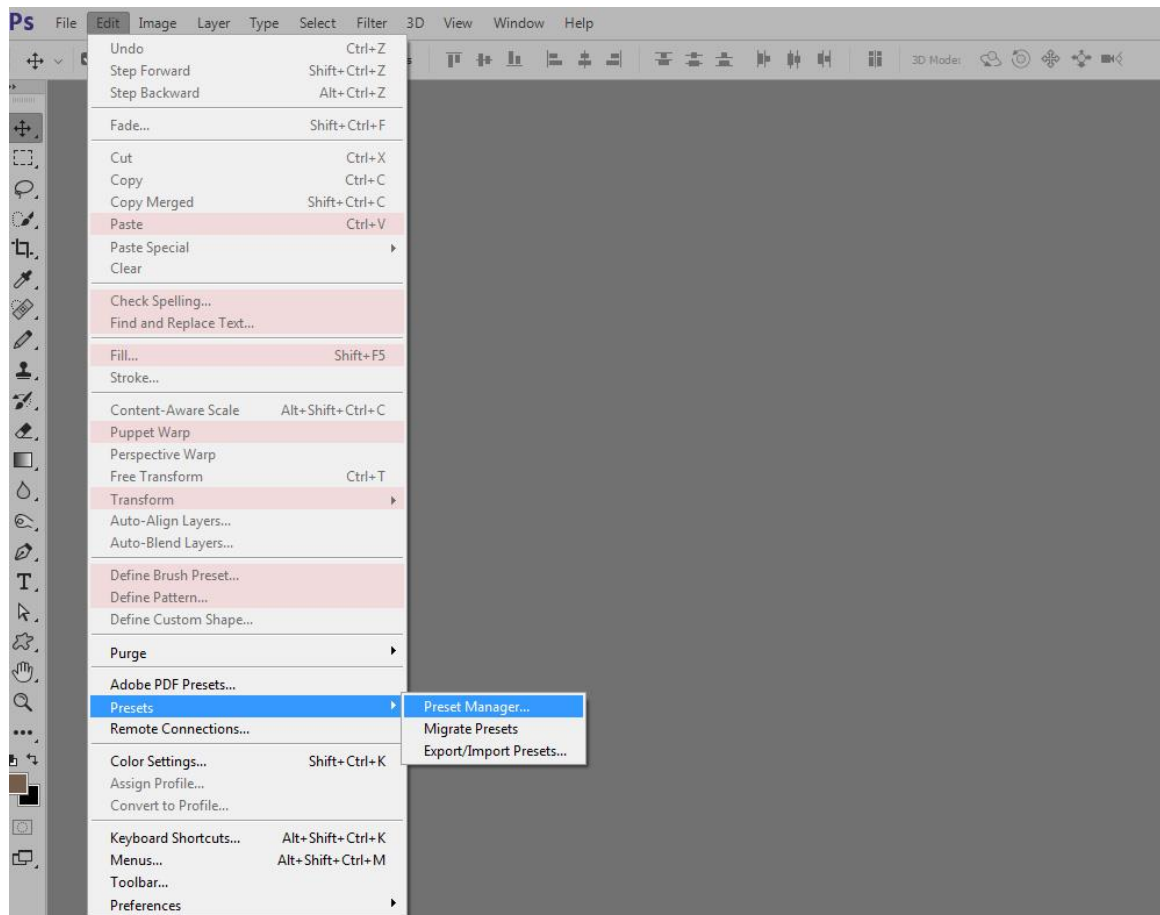 Ps File Edit Image Layer Type Select Filter 3D View Window Help
3D Mode:
Undo Ctrl+Z
Step Forward Shift+Ctrl+Z
Step Backward Alt+Ctrl+Z
Fade... Shift+Ctrl+F
Cut Ctrl+X
Copy Ctrl+C
Copy Merged Shift+Ctrl+C
Paste Ctrl+V
Paste Special
Clear
Check Spelling...
Find and Replace Text...
Fill... Shift+F5
Stroke...
Content-Aware Scale Alt+Shift+Ctrl+C
Puppet Warp
Perspective Warp
Free Transform Ctrl+T
Transform
Auto-Align Layers...
Auto-Blend Layers...
Define Brush Preset...
Define Pattern...
Define Custom Shape...
Purge
Adobe PDF Presets...
Presets
Remote Connections...
Preset Manager...
Migrate Presets
Export/Import Presets...
Color Settings... Shift+Ctrl+K
Assign Profile...
Convert to Profile...
Keyboard Shortcuts... Alt+Shift+Ctrl+K
Menus... Alt+Shift+Ctrl+M
Toolbar...
Preferences